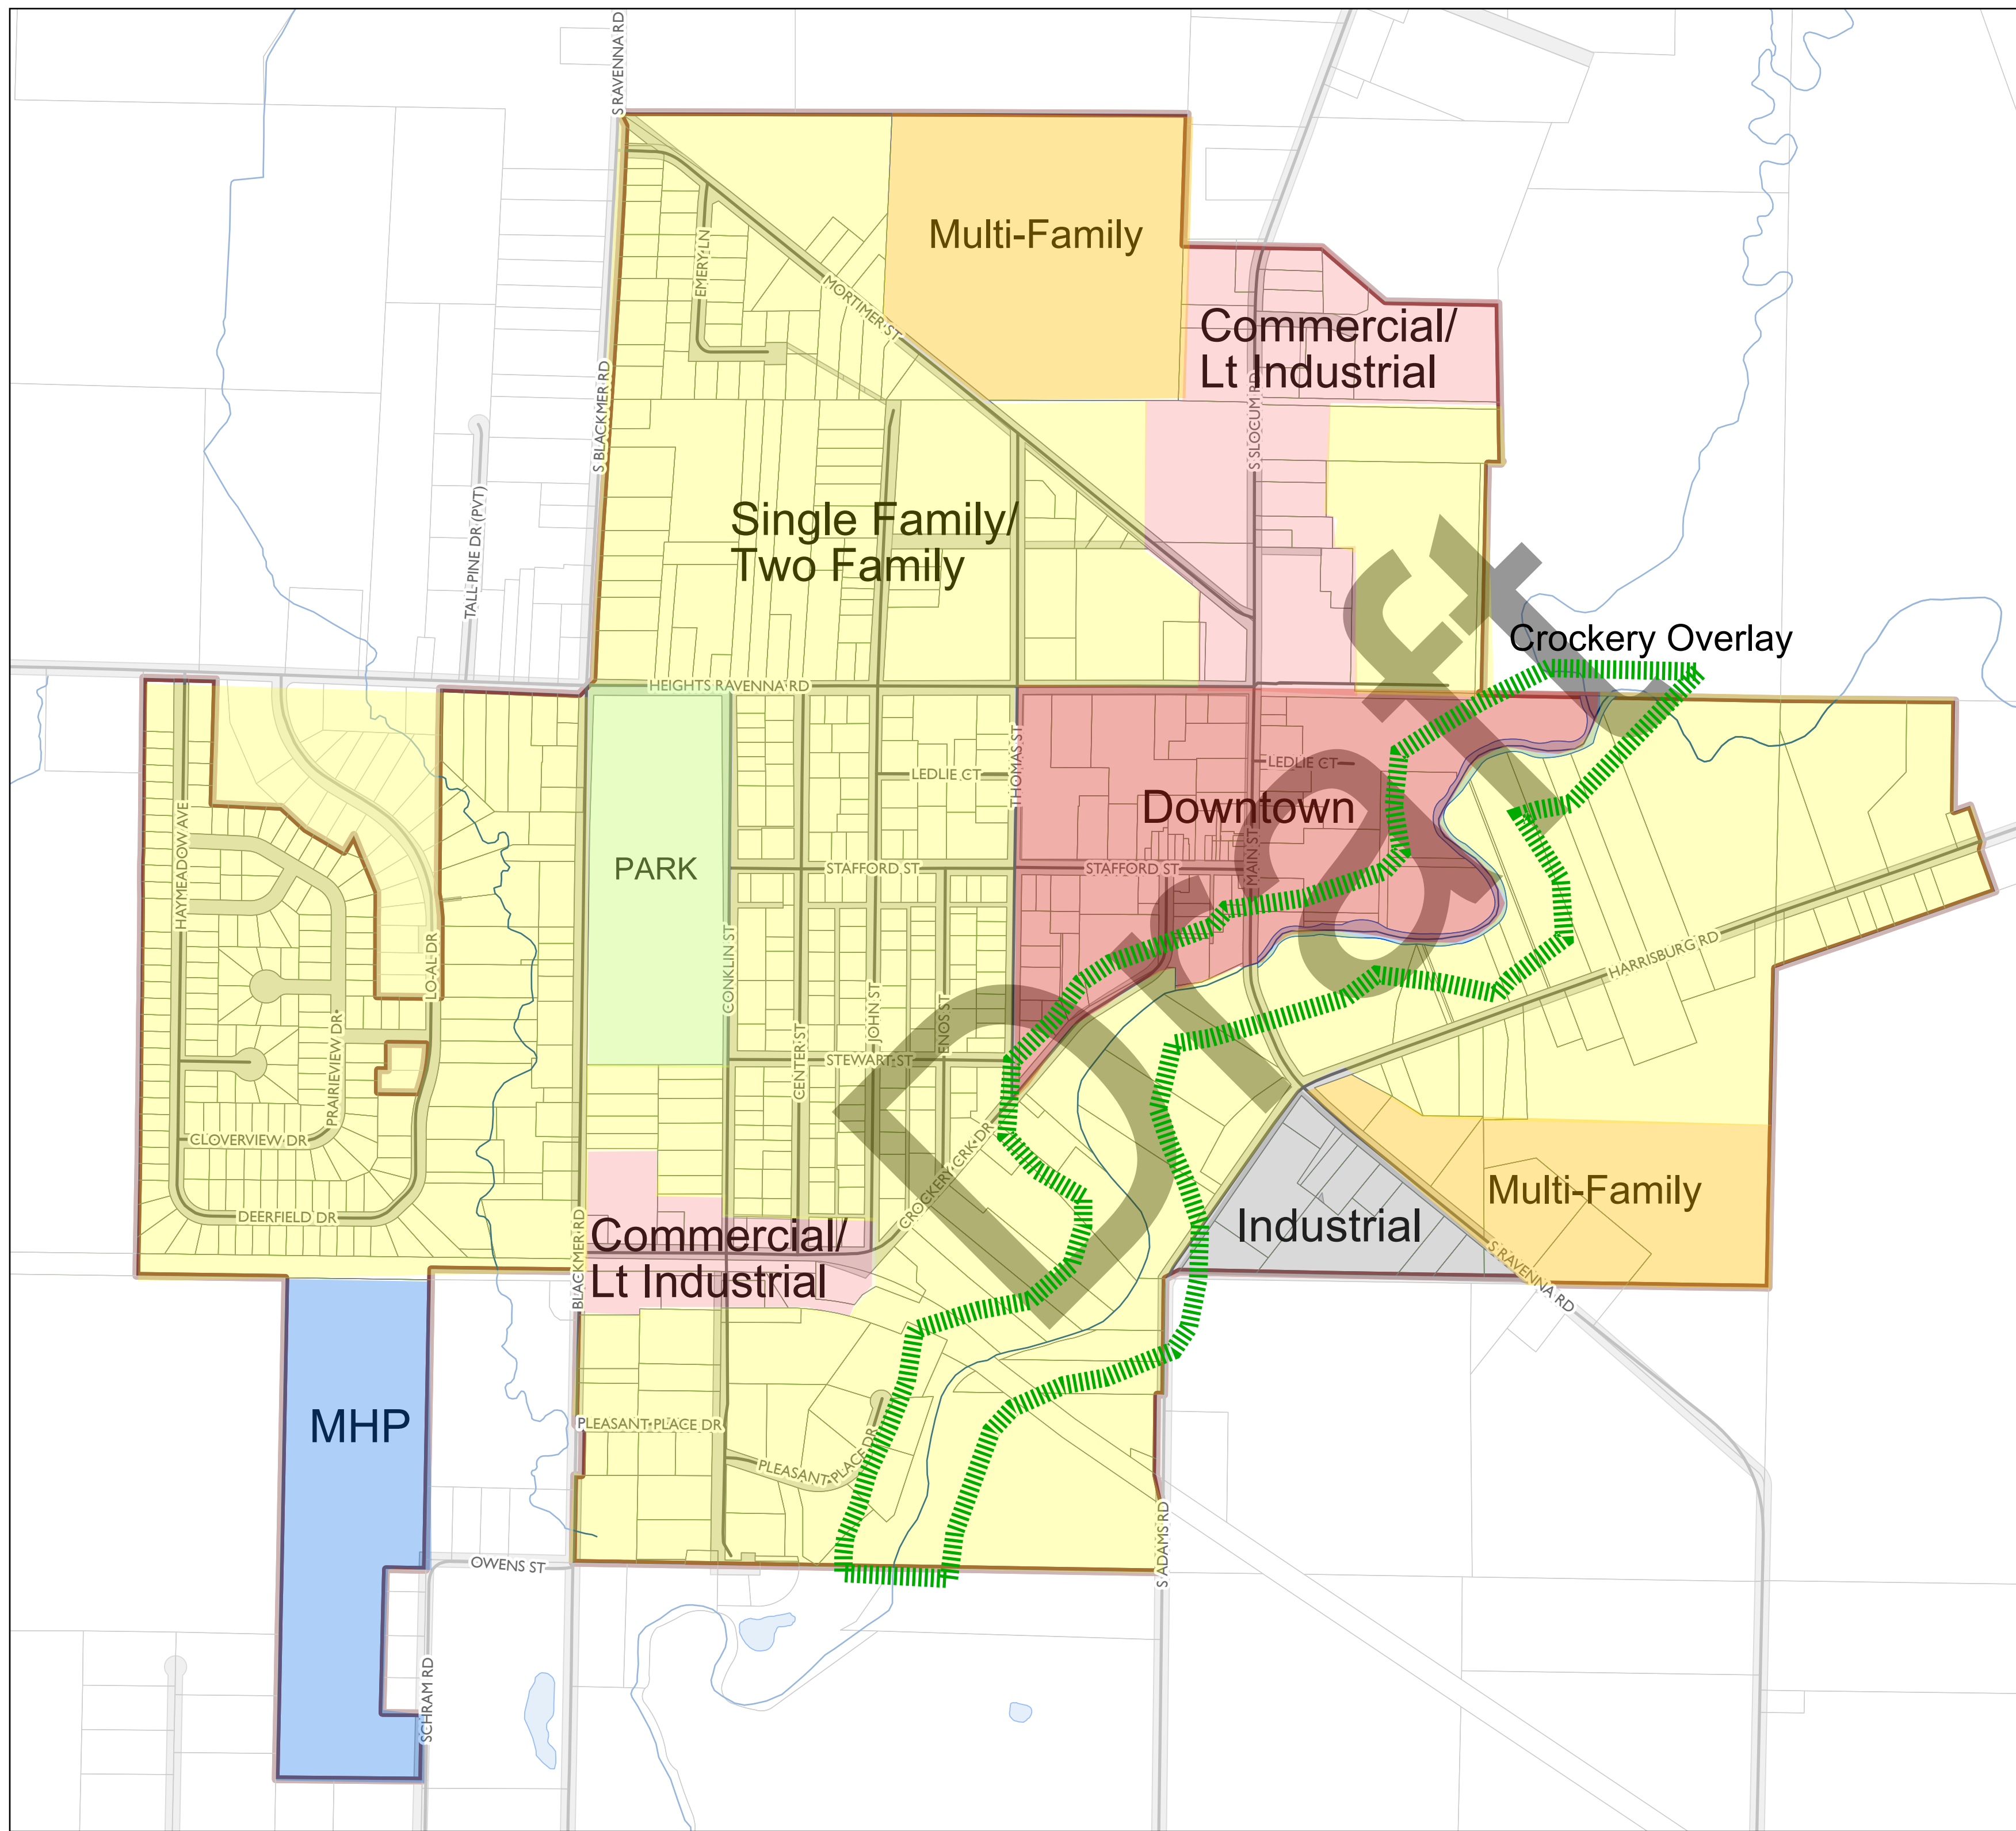 S RAVENNA RD
Multi-Family
EMERY LN
MORTIMER ST
Commercial/
Lt Industrial
S BLACKMER RD
S SLOCUM RD
TALL PINE DR (PVT)
Single Family/
Two Family
Crockery Overlay
HEIGHTS RAVENNA RD
THOMAS ST
LEDLIE CT
LEDLIE CT
Downtown
HAYMEADOW AVE
PARK
STAFFORD ST
STAFFORD ST
MAIN ST
LO-AL DR
CONKLIN ST
HARRISBURG RD
JOHN ST
ENOS ST
CENTER ST
STEWART ST
PRAIRIEVIEW DR
Draft
CLOVERVIEW DR
CROCKERY CRK DR
Multi-Family
DEERFIELD DR
Industrial
BLACKMER RD
Commercial/
Lt Industrial
S RAVENNA RD
MHP
PLEASANT PLACE DR
PLEASANT PLACE DR
S ADAMS RD
OWENS ST
SCHRAM RD